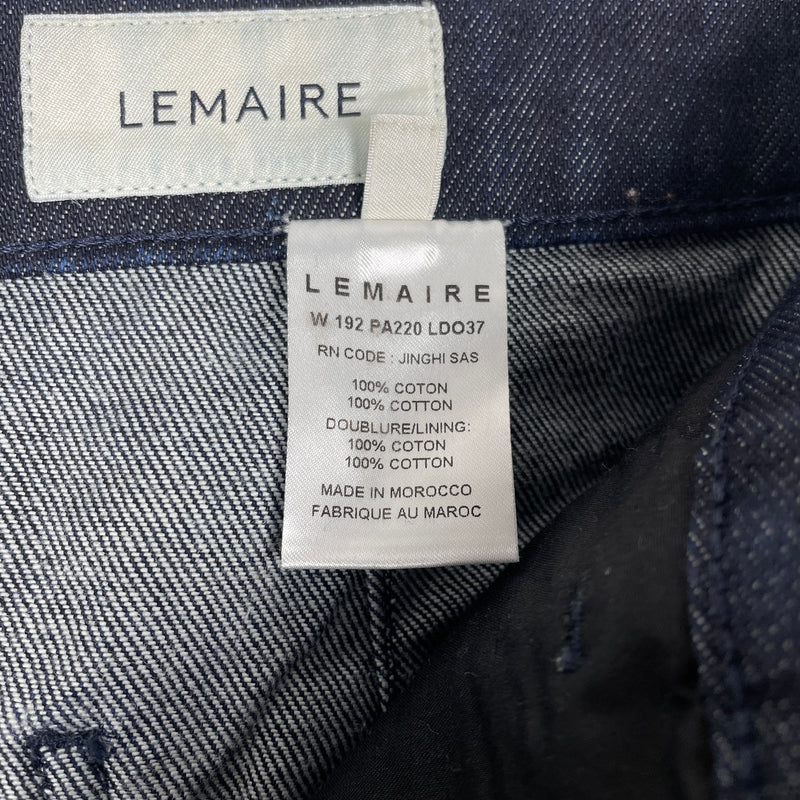 LEMAIRE
LEMAIRE
W 192 PA220 LDO37
RN CODE : JINGHI SAS
100% COTON
100% COTTON
DOUBLURE/LINING:
100% COTON
100% COTTON
MADE IN MOROCCO
FABRIQUE AU MAROC